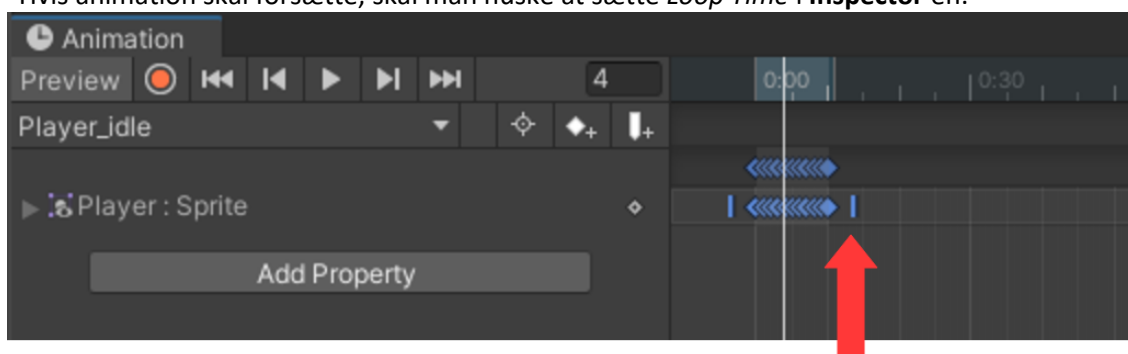 Hvis animation skal forsætte, skal man huske at sætte Loop Time i Inspector'en.
Animation
Preview 4 0:00 0:30
Player_idle
Player : Sprite
Add Property